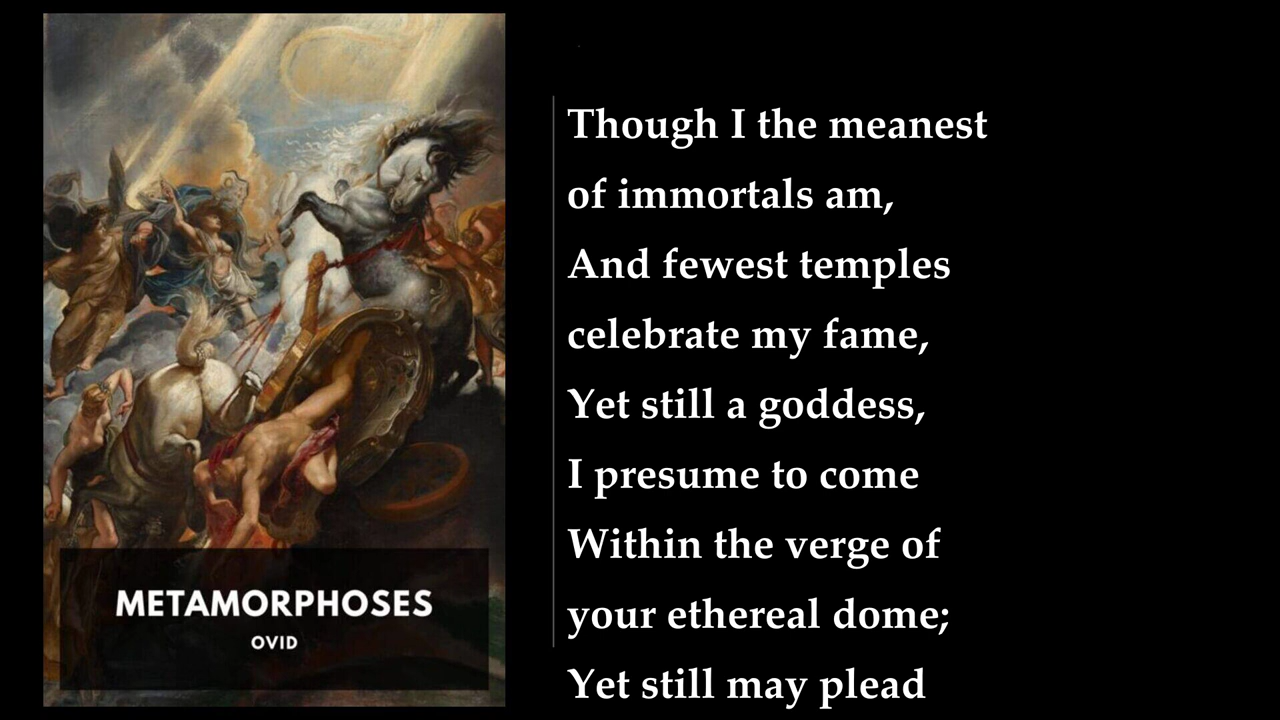 METAMORPHOSES
OVID
Though I the meanest
of immortals am,
And fewest temples
celebrate my fame,
Yet still a goddess,
I presume to come
Within the verge of
your ethereal dome;
Yet still may plead